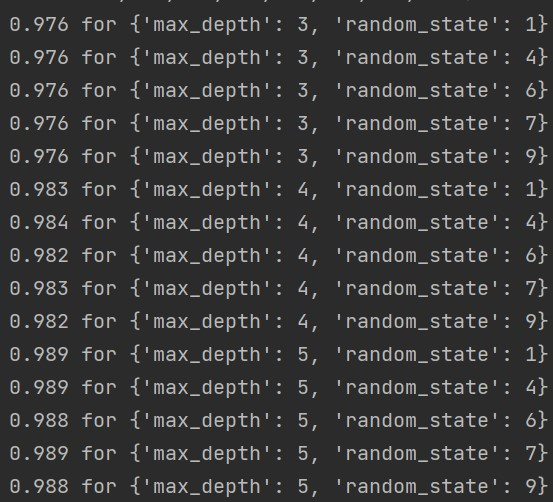 0.976 for {'max_depth': 3, 'random_state': 1}
0.976 for {'max_depth': 3, 'random_state': 4}
0.976 for {'max_depth': 3, 'random_state': 6}
0.976 for {'max_depth': 3, 'random_state': 7}
0.976 for {'max_depth': 3, 'random_state': 9}
0.983 for {'max_depth': 4, 'random_state': 1}
0.984 for {'max_depth': 4, 'random_state': 4}
0.982 for {'max_depth': 4, 'random_state': 6}
0.983 for {'max_depth': 4, 'random_state': 7}
0.982 for {'max_depth': 4, 'random_state': 9}
0.989 for {'max_depth': 5, 'random_state': 1}
0.989 for {'max_depth': 5, 'random_state': 4}
0.988 for {'max_depth': 5, 'random_state': 6}
0.989 for {'max_depth': 5, 'random_state': 7}
0.988 for {'max_depth': 5, 'random_state': 9}